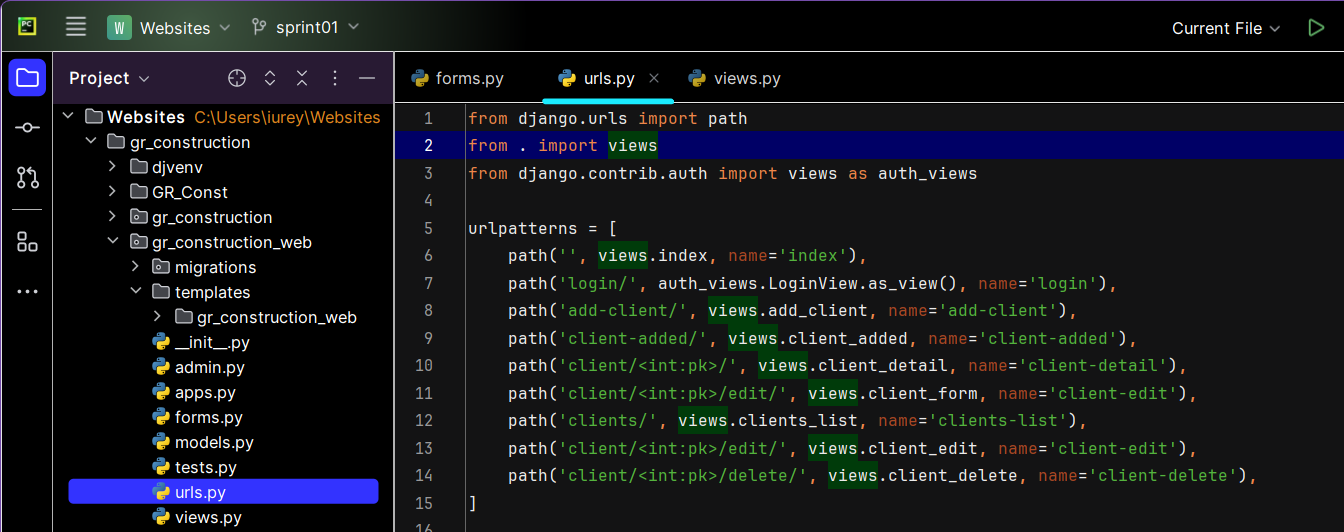 PC
W Websites sprint01 Current File
Project
forms.py urls.py views.py
Websites C:\Users\iurey\Websites
gr_construction
djvenv
GR_Const
gr_construction
gr_construction_web
migrations
templates
gr_construction_web
__init__.py
admin.py
apps.py
forms.py
models.py
tests.py
urls.py
views.py
1 from django.urls import path
2 from . import views
3 from django.contrib.auth import views as auth_views
4
5 urlpatterns = [
6 path('', views.index, name='index'),
7 path('login/', auth_views.LoginView.as_view(), name='login'),
8 path('add-client/', views.add_client, name='add-client'),
9 path('client-added/', views.client_added, name='client-added'),
10 path('client/<int:pk>/', views.client_detail, name='client-detail'),
11 path('client/<int:pk>/edit/', views.client_form, name='client-edit'),
12 path('clients/', views.clients_list, name='clients-list'),
13 path('client/<int:pk>/edit/', views.client_edit, name='client-edit'),
14 path('client/<int:pk>/delete/', views.client_delete, name='client-delete'),
15 ]
16